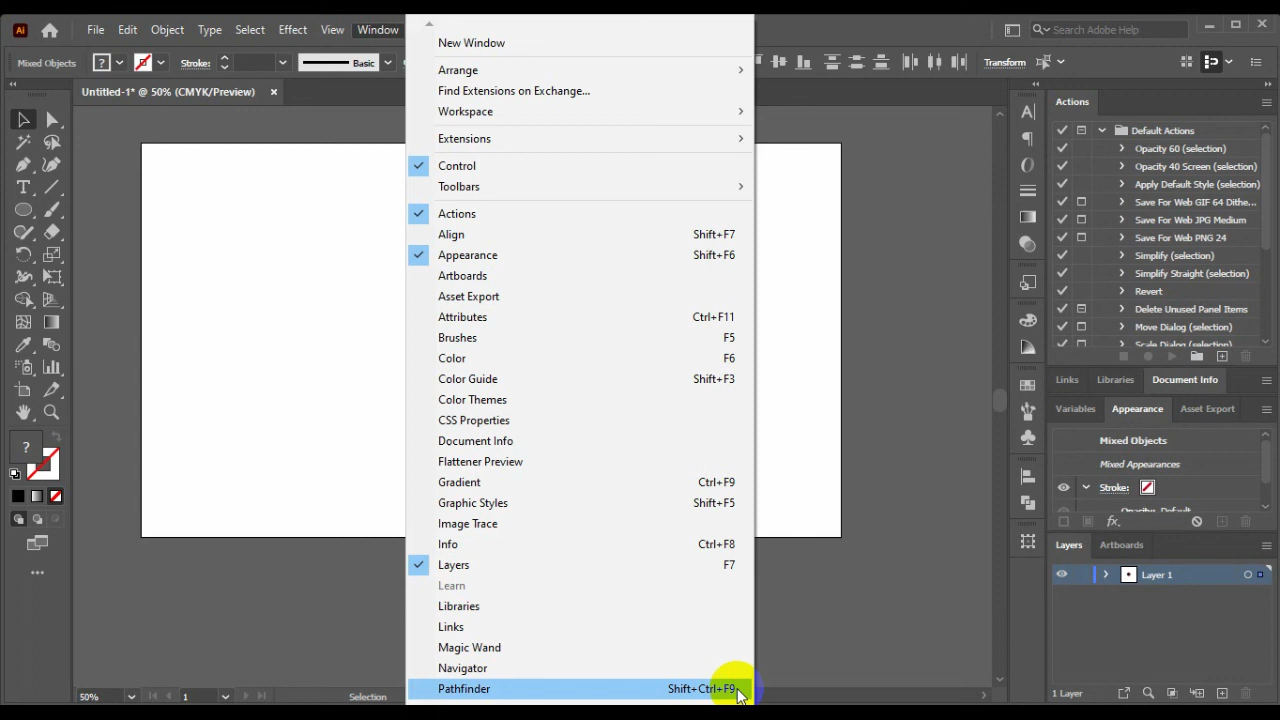 Ai
File Edit Object Type Select Effect View Window
Search Adobe Help
Mixed Objects ? Stroke: Basic Transform
Untitled-1* @ 50% (CMYK/Preview) ×
New Window
Arrange
Find Extensions on Exchange...
Workspace
Extensions
Control
Toolbars
Actions
Align Shift+F7
Appearance Shift+F6
Artboards
Asset Export
Attributes Ctrl+F11
Brushes F5
Color F6
Color Guide Shift+F3
Color Themes
CSS Properties
Document Info
Flattener Preview
Gradient Ctrl+F9
Graphic Styles Shift+F5
Image Trace
Info Ctrl+F8
Layers F7
Learn
Libraries
Links
Magic Wand
Navigator
Pathfinder Shift+Ctrl+F9
Actions
Default Actions
Opacity 60 (selection)
Opacity 40 Screen (selection)
Apply Default Style (selection)
Save For Web GIF 64 Dithe...
Save For Web JPG Medium
Save For Web PNG 24
Simplify (selection)
Simplify Straight (selection)
Revert
Delete Unused Panel Items
Move Dialog (selection)
Scale Dialog (selection)
Links Libraries Document Info
Variables Appearance Asset Export
Mixed Objects
Mixed Appearances
Stroke:
Opacity: Default
fx
Layers Artboards
Layer 1
1 Layer
?
50% 1 Selection